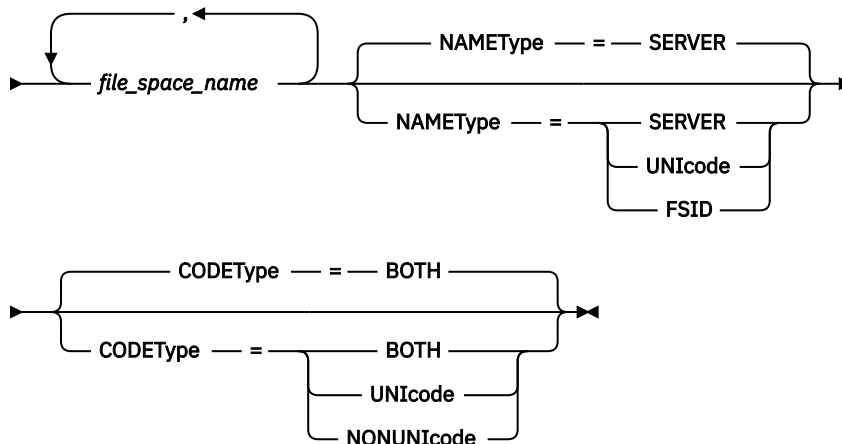 ,
NAMEType = SERVER
file_space_name
NAMEType = SERVER
UNIcode
FSID
CODEType = BOTH
CODEType = BOTH
UNIcode
NONUNIcode